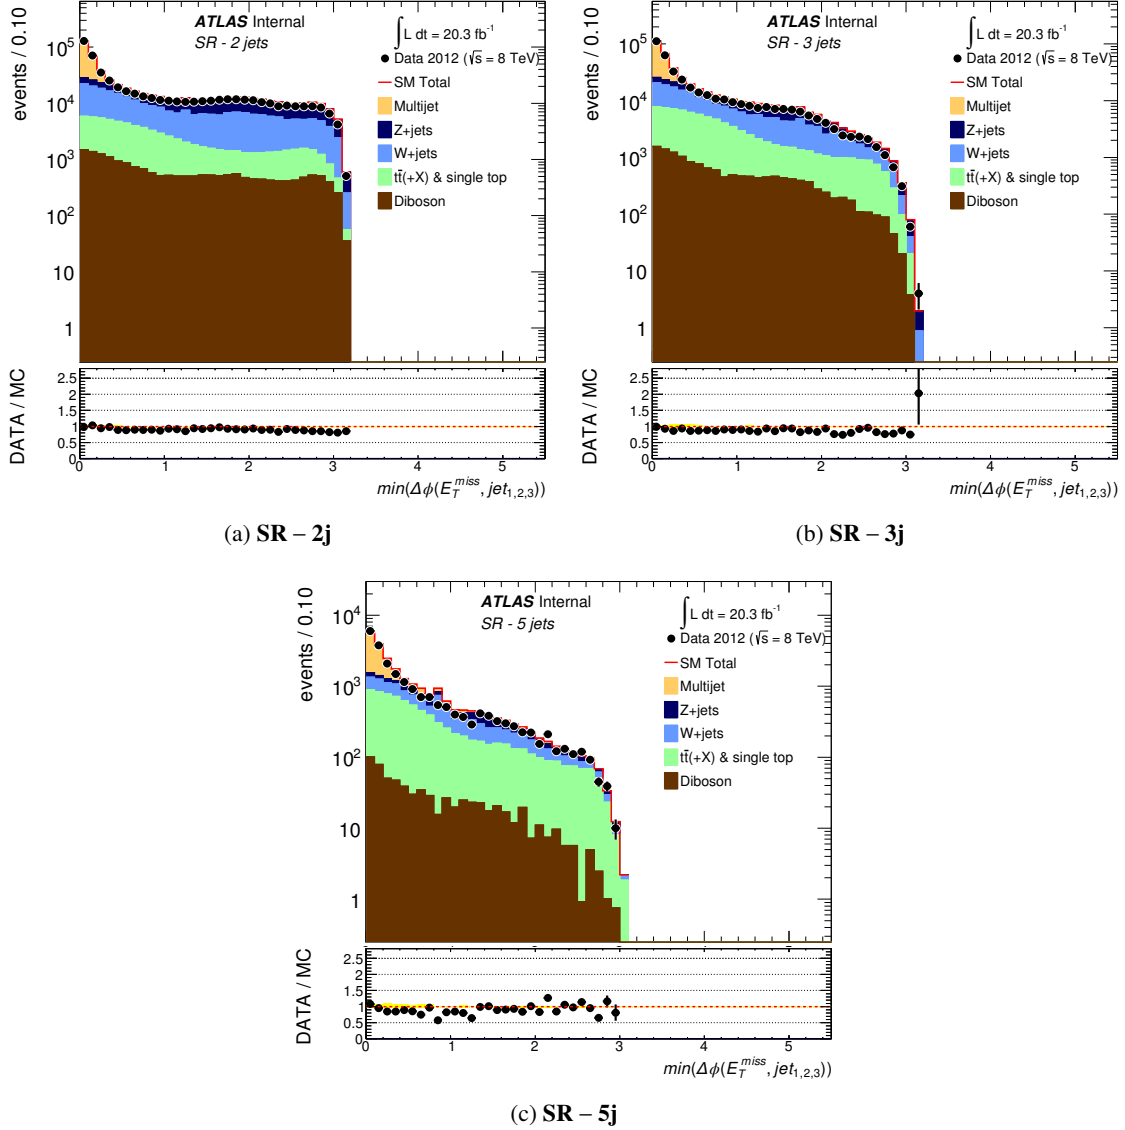 events / 0.10
ATLAS Internal
SR - 2 jets
∫ L dt = 20.3 fb⁻¹
Data 2012 (√s = 8 TeV)
SM Total
Multijet
Z+jets
W+jets
tt̄(+X) & single top
Diboson
10⁵
10⁴
10³
10²
10
1
DATA / MC
2.5
2
1.5
1
0.5
0
0 1 2 3 4 5
min(Δϕ(E_T^miss, jet₁,₂,₃))
(a) SR – 2j
events / 0.10
ATLAS Internal
SR - 3 jets
∫ L dt = 20.3 fb⁻¹
Data 2012 (√s = 8 TeV)
SM Total
Multijet
Z+jets
W+jets
tt̄(+X) & single top
Diboson
10⁵
10⁴
10³
10²
10
1
DATA / MC
2.5
2
1.5
1
0.5
0
0 1 2 3 4 5
min(Δϕ(E_T^miss, jet₁,₂,₃))
(b) SR – 3j
events / 0.10
ATLAS Internal
SR - 5 jets
∫ L dt = 20.3 fb⁻¹
Data 2012 (√s = 8 TeV)
SM Total
Multijet
Z+jets
W+jets
tt̄(+X) & single top
Diboson
10⁴
10³
10²
10
1
DATA / MC
2.5
2
1.5
1
0.5
0
0 1 2 3 4 5
min(Δϕ(E_T^miss, jet₁,₂,₃))
(c) SR – 5j